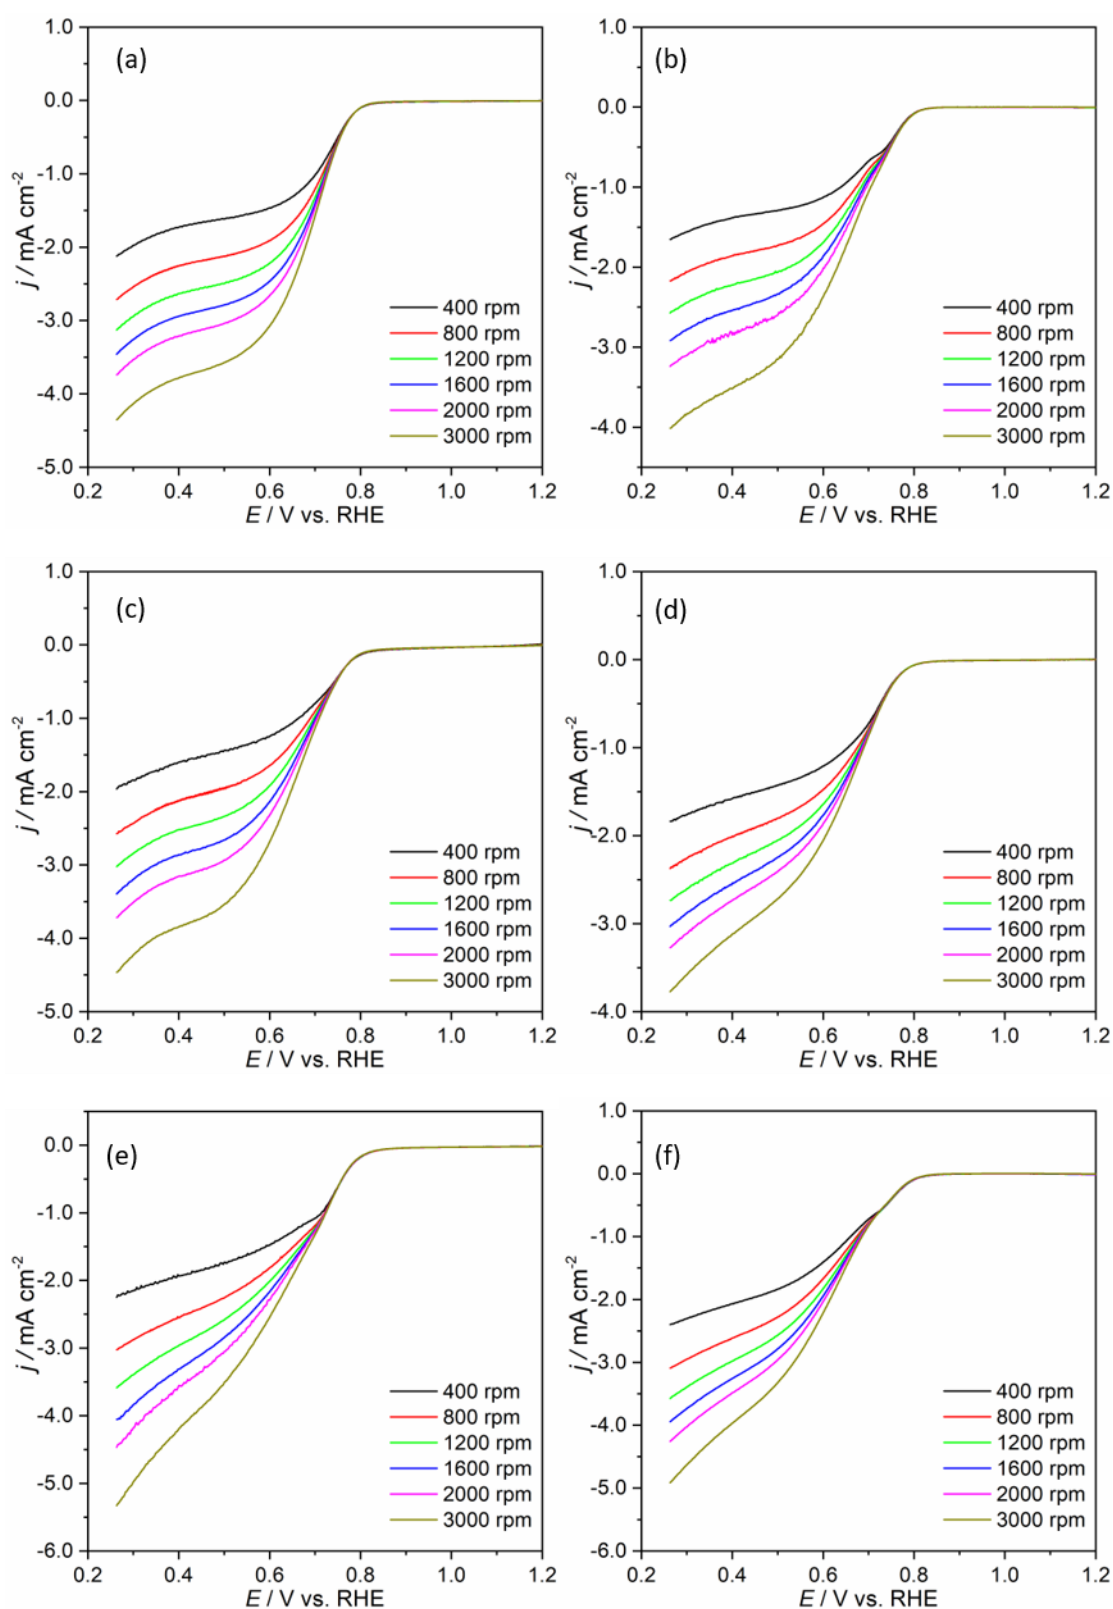 (a)
1.0
0.0
-1.0
-2.0
-3.0
-4.0
-5.0
j / mA cm⁻²
400 rpm
800 rpm
1200 rpm
1600 rpm
2000 rpm
3000 rpm
0.2 0.4 0.6 0.8 1.0 1.2
E / V vs. RHE
(b)
1.0
0.0
-1.0
-2.0
-3.0
-4.0
j / mA cm⁻²
400 rpm
800 rpm
1200 rpm
1600 rpm
2000 rpm
3000 rpm
0.2 0.4 0.6 0.8 1.0 1.2
E / V vs. RHE
(c)
1.0
0.0
-1.0
-2.0
-3.0
-4.0
-5.0
j / mA cm⁻²
400 rpm
800 rpm
1200 rpm
1600 rpm
2000 rpm
3000 rpm
0.2 0.4 0.6 0.8 1.0 1.2
E / V vs. RHE
(d)
1.0
0.0
-1.0
-2.0
-3.0
-4.0
j / mA cm⁻²
400 rpm
800 rpm
1200 rpm
1600 rpm
2000 rpm
3000 rpm
0.2 0.4 0.6 0.8 1.0 1.2
E / V vs. RHE
(e)
0.0
-1.0
-2.0
-3.0
-4.0
-5.0
-6.0
j / mA cm⁻²
400 rpm
800 rpm
1200 rpm
1600 rpm
2000 rpm
3000 rpm
0.2 0.4 0.6 0.8 1.0 1.2
E / V vs. RHE
(f)
1.0
0.0
-1.0
-2.0
-3.0
-4.0
-5.0
-6.0
j / mA cm⁻²
400 rpm
800 rpm
1200 rpm
1600 rpm
2000 rpm
3000 rpm
0.2 0.4 0.6 0.8 1.0 1.2
E / V vs. RHE